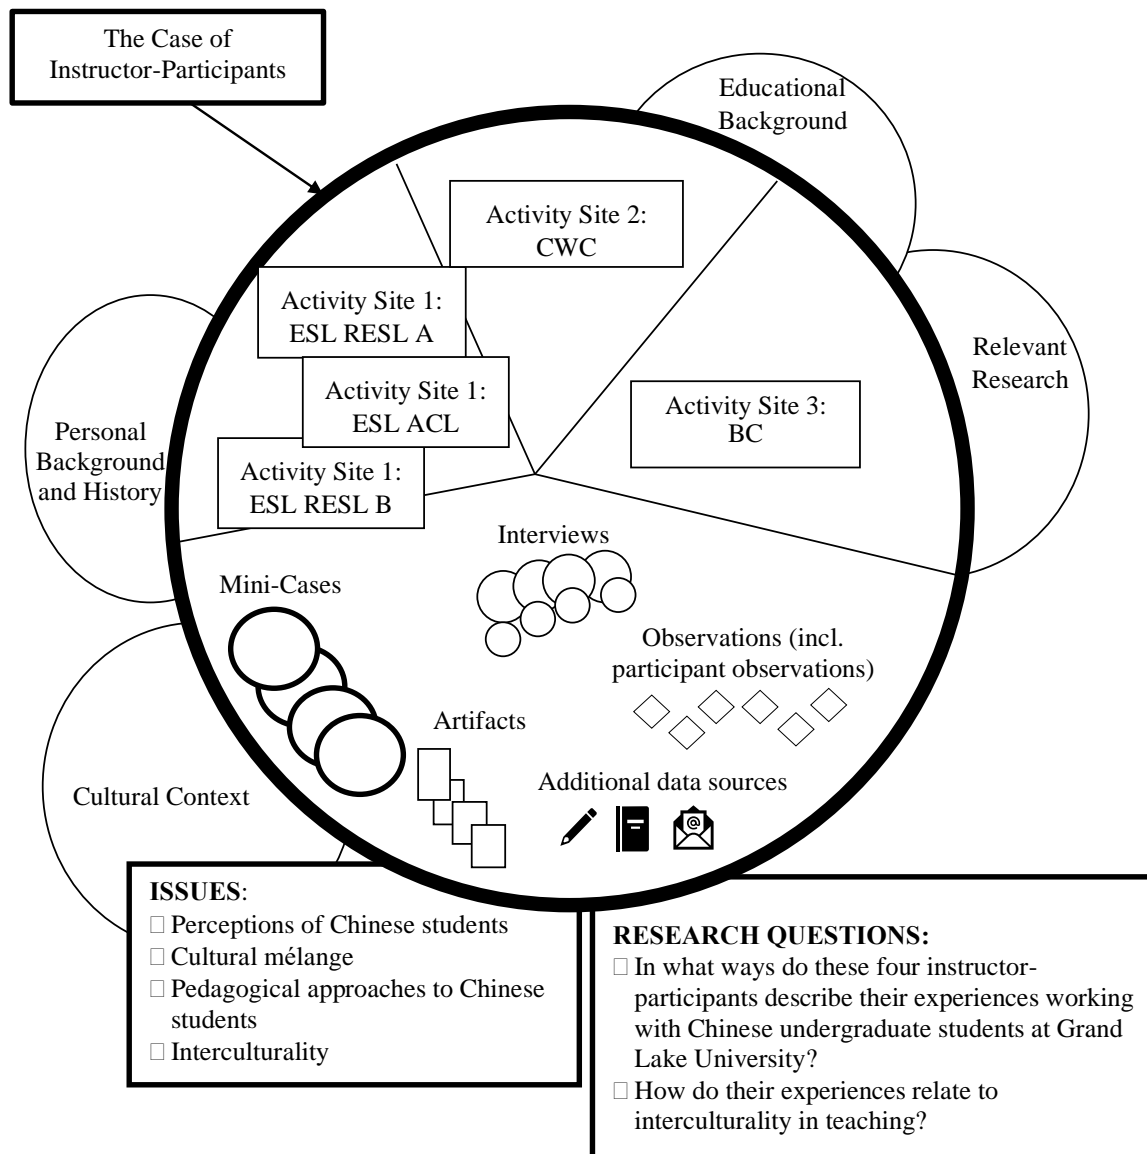 The Case of
Instructor-Participants
Educational
Background
Activity Site 2:
CWC
Activity Site 1:
ESL RESL A
Relevant
Research
Activity Site 1:
ESL ACL
Activity Site 3:
BC
Personal
Background
and History
Activity Site 1:
ESL RESL B
Interviews
Mini-Cases
Observations (incl.
participant observations)
Artifacts
Additional data sources
@
Cultural Context
ISSUES:
□ Perceptions of Chinese students
□ Cultural mélange
□ Pedagogical approaches to Chinese
students
□ Interculturality
RESEARCH QUESTIONS:
□ In what ways do these four instructor-
participants describe their experiences working
with Chinese undergraduate students at Grand
Lake University?
□ How do their experiences relate to
interculturality in teaching?